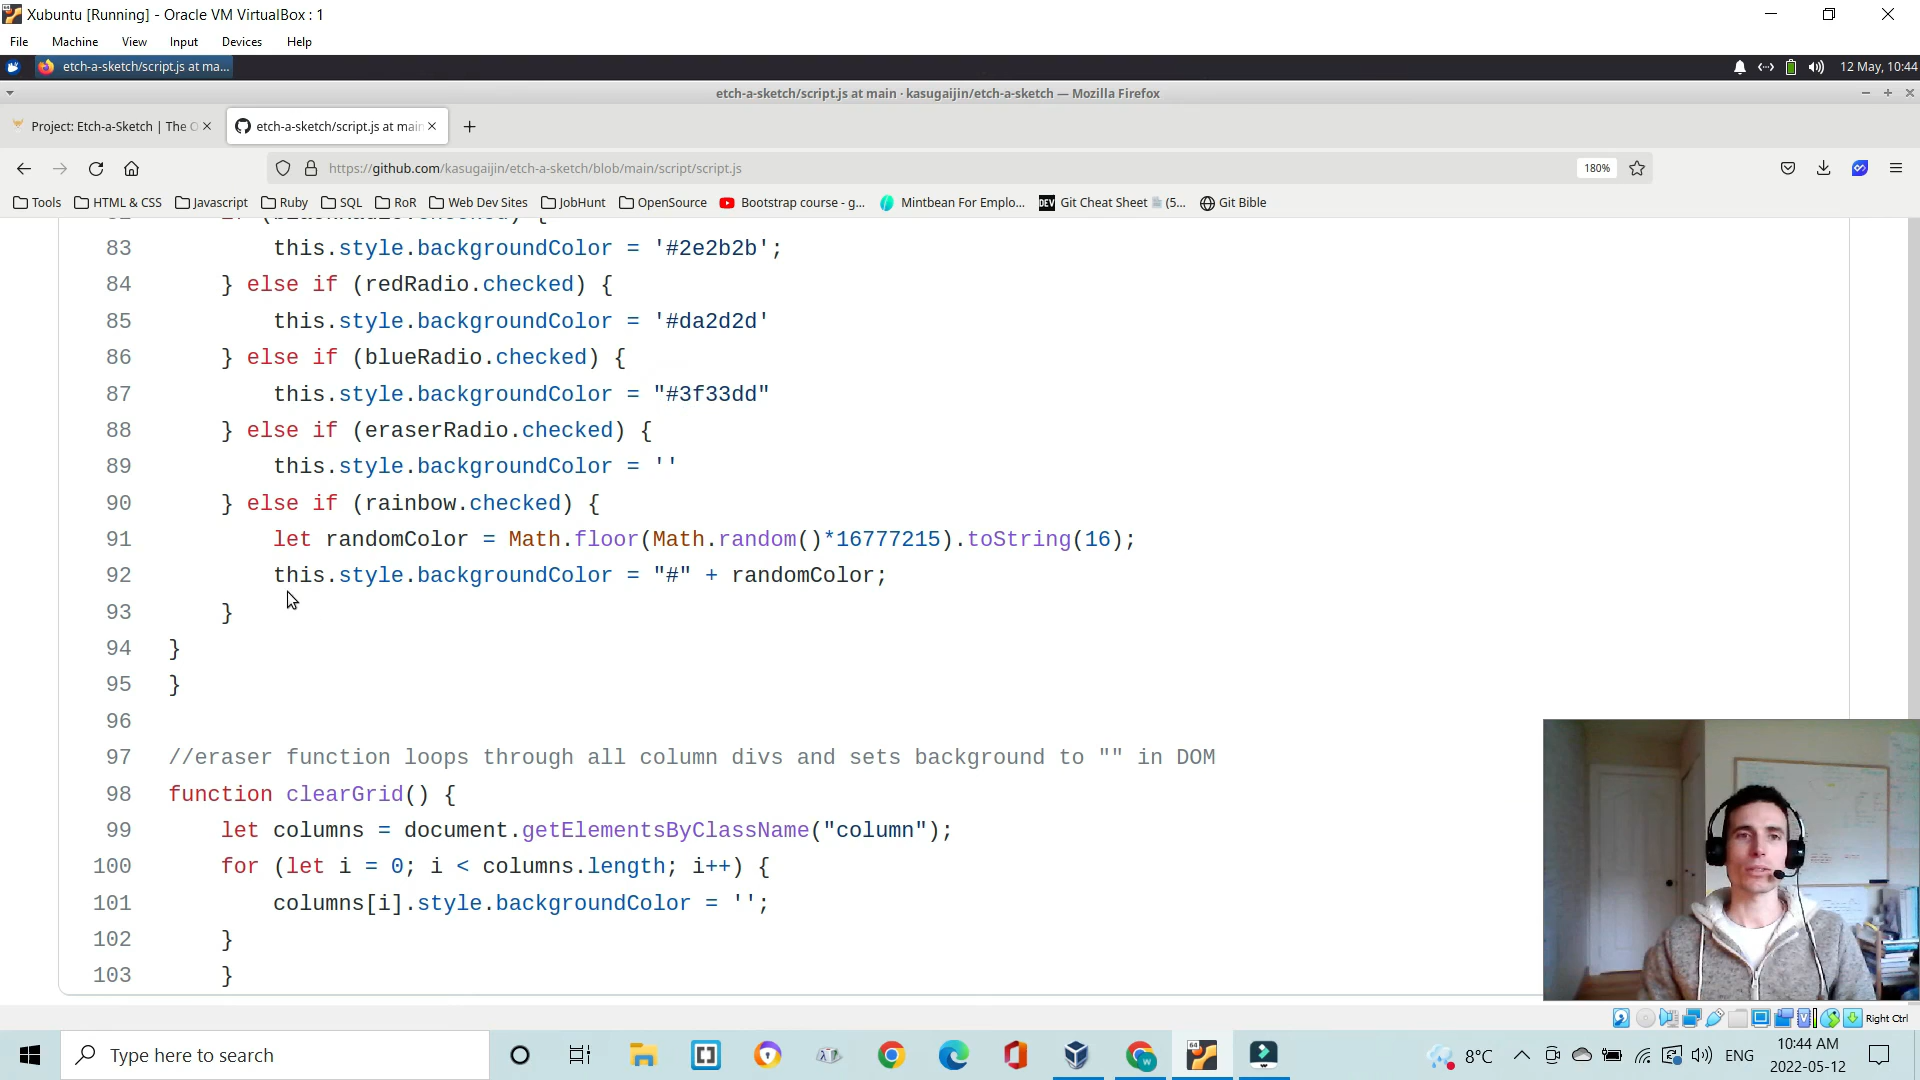 Xubuntu [Running] - Oracle VM VirtualBox : 1
File Machine View Input Devices Help
etch-a-sketch/script.js at ma... 12 May, 10:44
etch-a-sketch/script.js at main · kasugaijin/etch-a-sketch — Mozilla Firefox
Project: Etch-a-Sketch | The O etch-a-sketch/script.js at main
https://github.com/kasugaijin/etch-a-sketch/blob/main/script/script.js 180%
Tools HTML & CSS Javascript Ruby SQL RoR Web Dev Sites JobHunt OpenSource Bootstrap course - g... Mintbean For Emplo... DEV Git Cheat Sheet (5... Git Bible
83 this.style.backgroundColor = '#2e2b2b';
84 } else if (redRadio.checked) {
85 this.style.backgroundColor = '#da2d2d'
86 } else if (blueRadio.checked) {
87 this.style.backgroundColor = "#3f33dd"
88 } else if (eraserRadio.checked) {
89 this.style.backgroundColor = ''
90 } else if (rainbow.checked) {
91 let randomColor = Math.floor(Math.random()*16777215).toString(16);
92 this.style.backgroundColor = "#" + randomColor;
93 }
94 }
95 }
96
97 //eraser function loops through all column divs and sets background to "" in DOM
98 function clearGrid() {
99 let columns = document.getElementsByClassName("column");
100 for (let i = 0; i < columns.length; i++) {
101 columns[i].style.backgroundColor = '';
102 }
103 }
Right Ctrl
Type here to search 8°C ENG 10:44 AM
2022-05-12